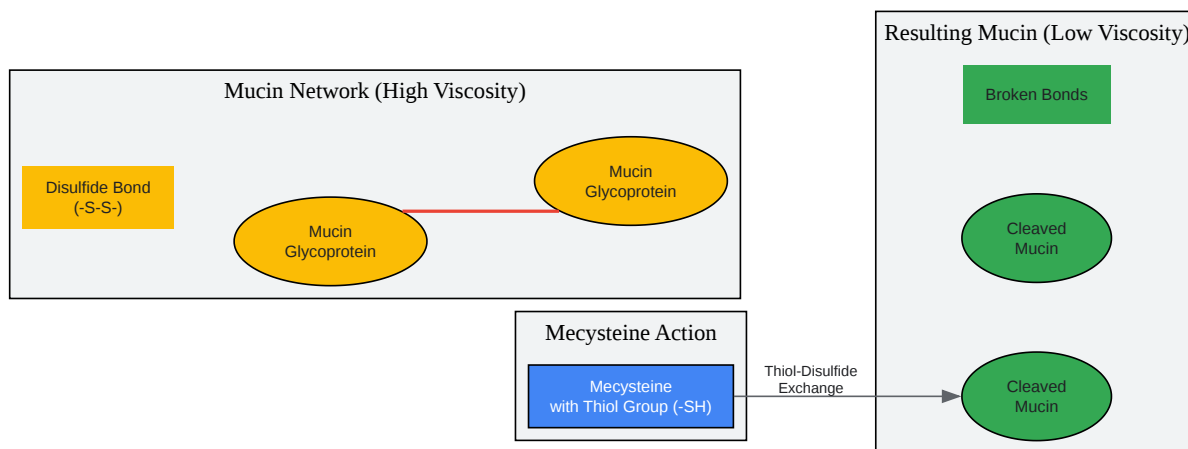 Mucin Network (High Viscosity)
Disulfide Bond
(-S-S-)
Mucin
Glycoprotein
Mucin
Glycoprotein
Mecysteine Action
Mecysteine
with Thiol Group (-SH)
Thiol-Disulfide
Exchange
Resulting Mucin (Low Viscosity)
Broken Bonds
Cleaved
Mucin
Cleaved
Mucin